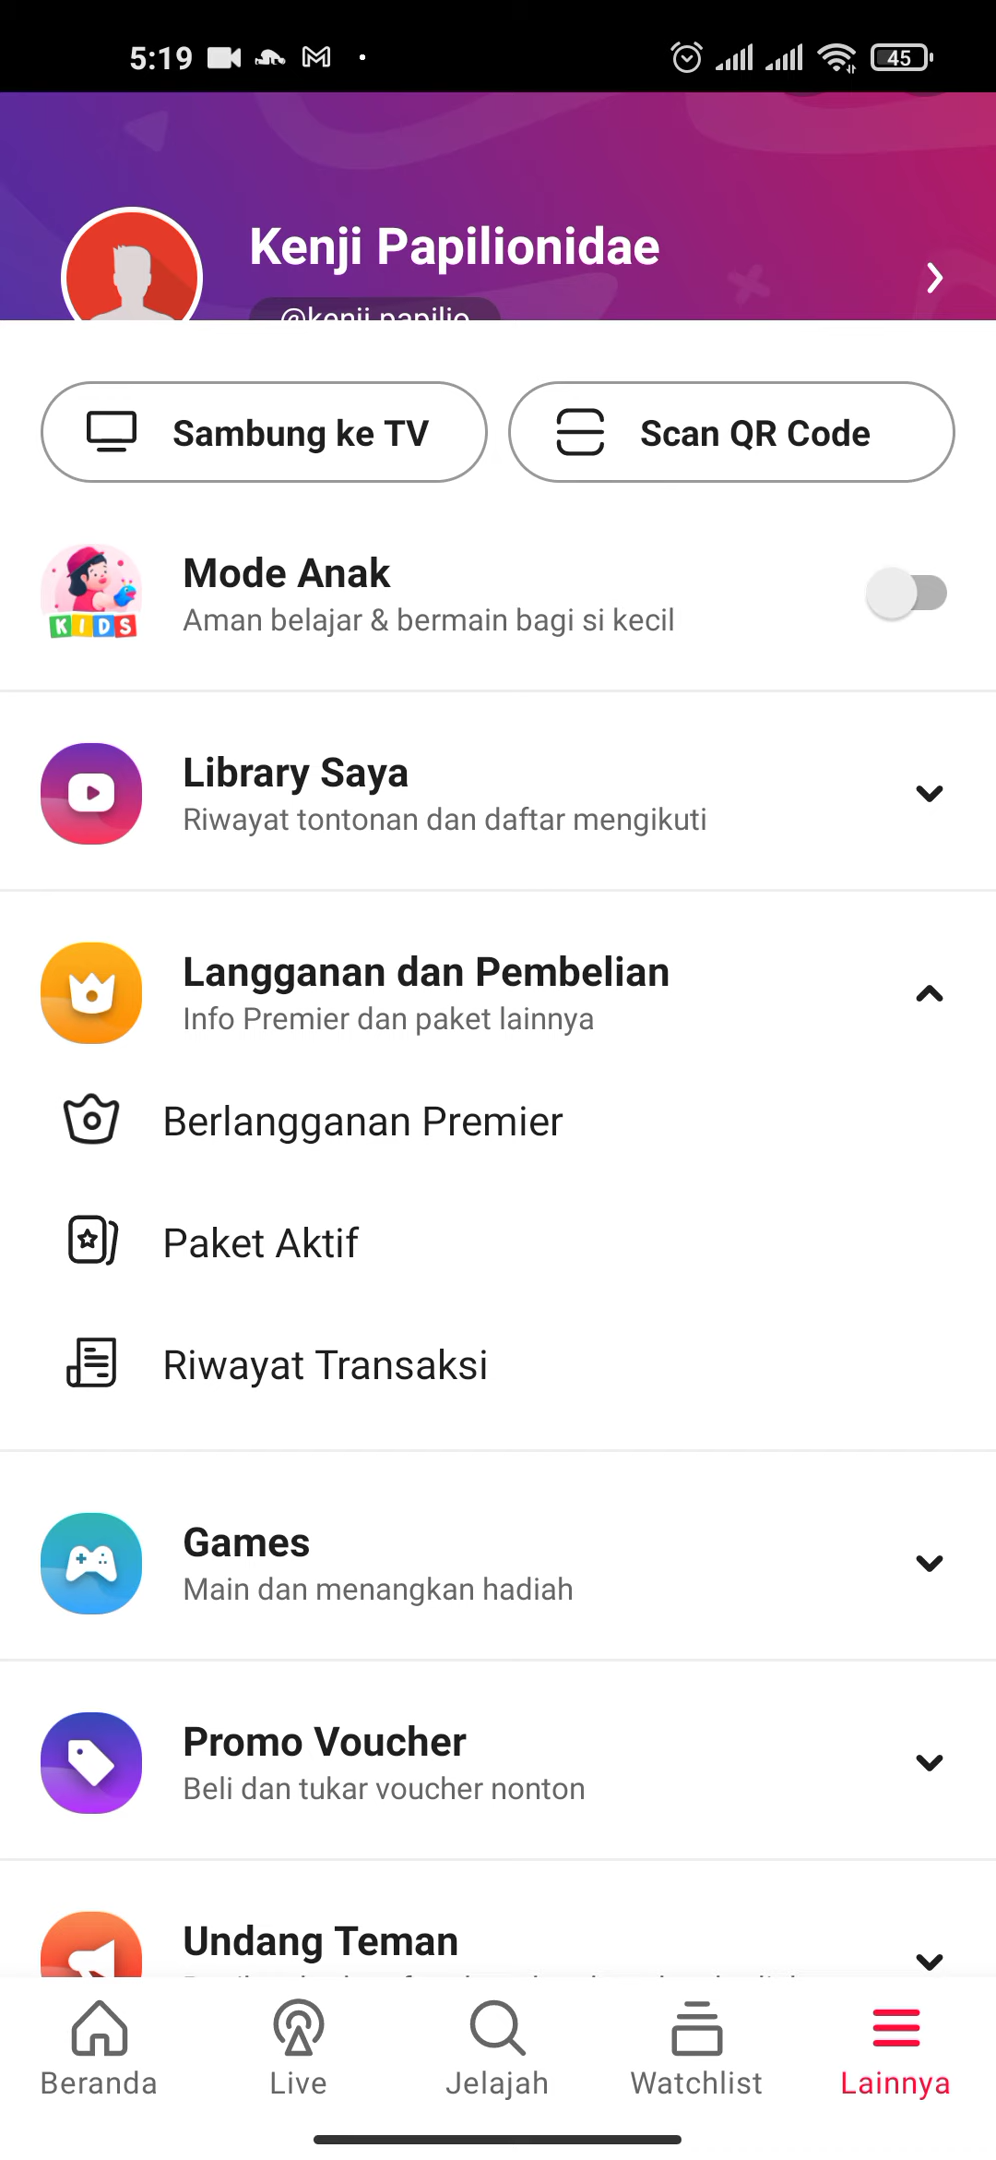 5:19
45
Kenji Papilionidae
@kenji.papilio
Sambung ke TV
Scan QR Code
KIDS
Mode Anak
Aman belajar & bermain bagi si kecil
Library Saya
Riwayat tontonan dan daftar mengikuti
Langganan dan Pembelian
Info Premier dan paket lainnya
Berlangganan Premier
Paket Aktif
Riwayat Transaksi
Games
Main dan menangkan hadiah
Promo Voucher
Beli dan tukar voucher nonton
Undang Teman
Beranda
Live
Jelajah
Watchlist
Lainnya